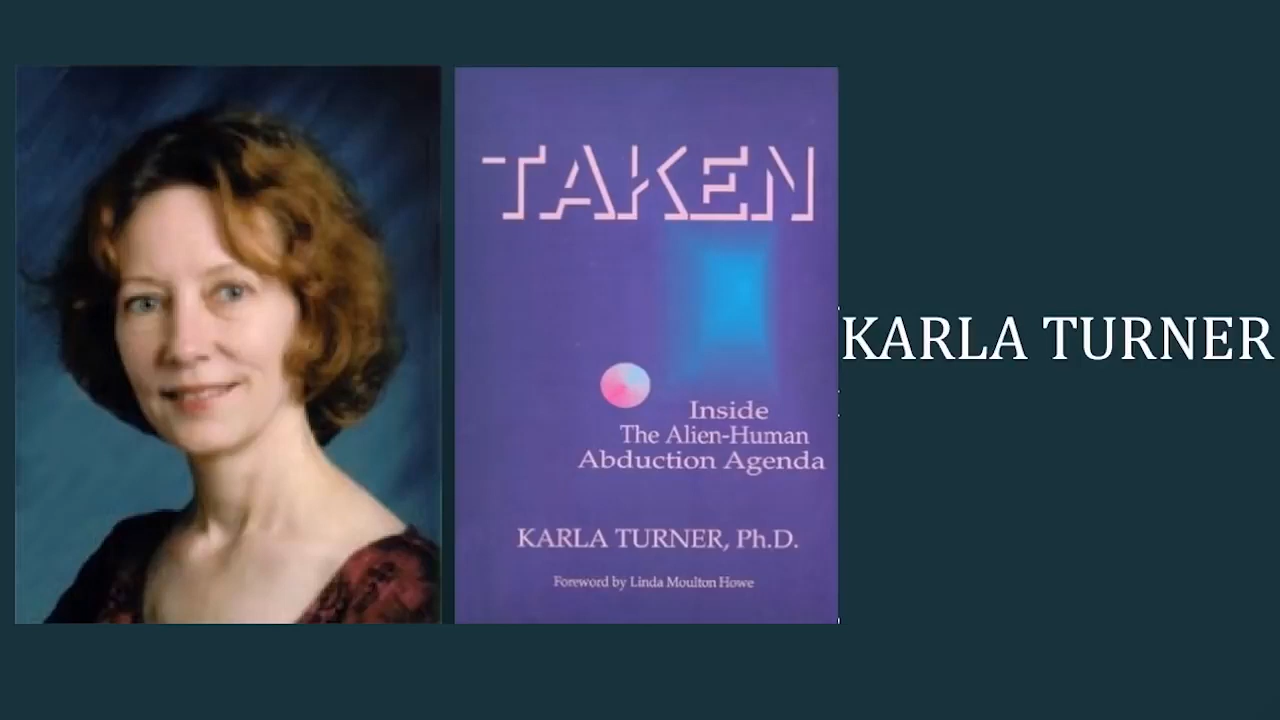 TAKEN
Inside
The Alien-Human
Abduction Agenda
KARLA TURNER, Ph.D.
Foreword by Linda Moulton Howe
KARLA TURNER